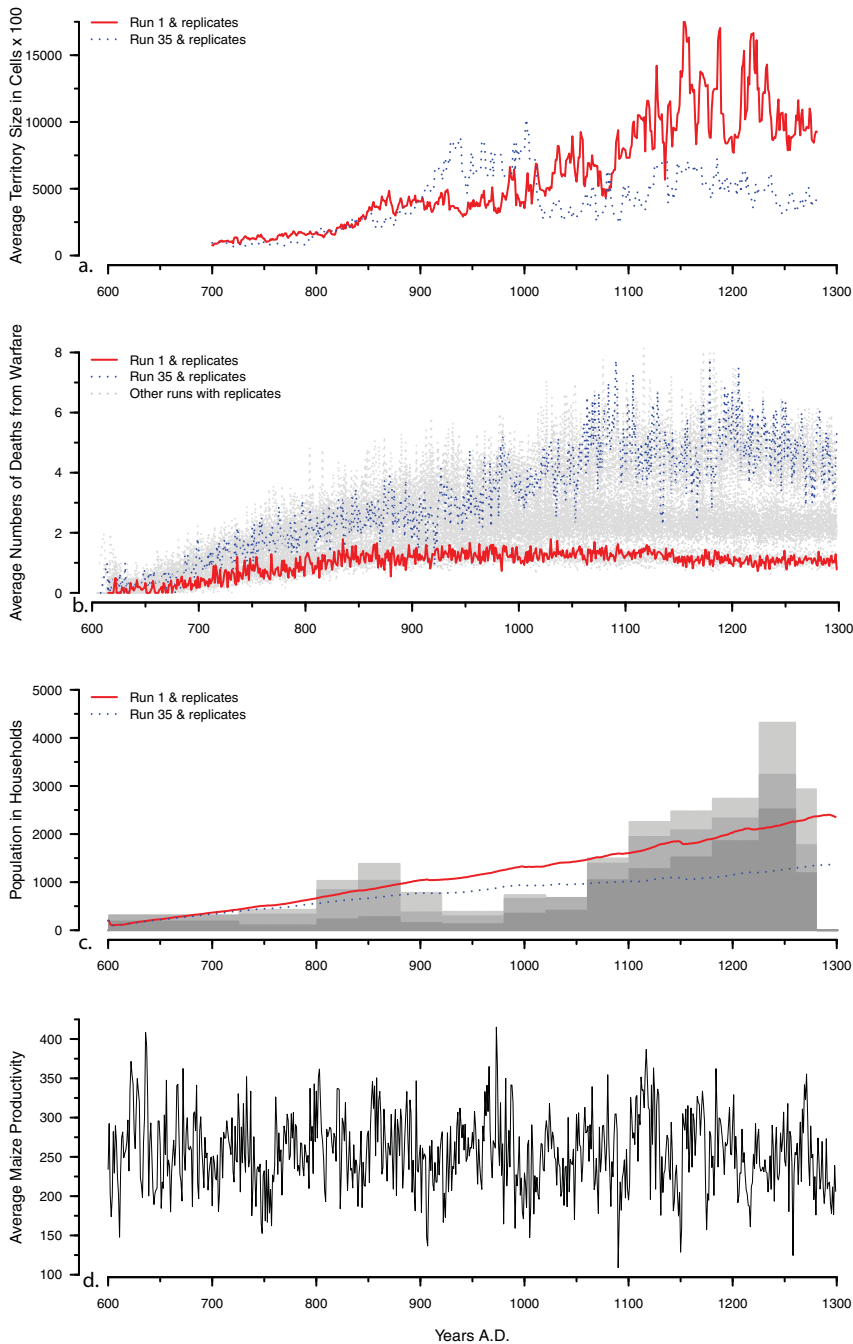 Average Territory Size in Cells x 100
Run 1 & replicates
Run 35 & replicates
15000
10000
5000
0
a.
600 700 800 900 1000 1100 1200 1300
Average Numbers of Deaths from Warfare
8
Run 1 & replicates
Run 35 & replicates
Other runs with replicates
6
4
2
0
b.
600 700 800 900 1000 1100 1200 1300
Population in Households
5000
Run 1 & replicates
Run 35 & replicates
4000
3000
2000
1000
0
c.
600 700 800 900 1000 1100 1200 1300
Average Maize Productivity
400
350
300
250
200
150
100
d.
600 700 800 900 1000 1100 1200 1300
Years A.D.